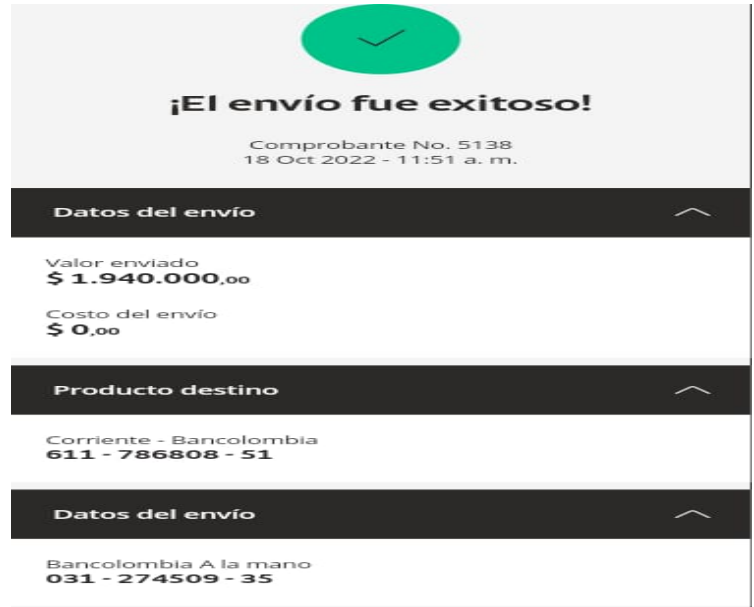 ¡El envío fue exitoso!
Comprobante No. 5138
18 Oct 2022 - 11:51 a. m.
Datos del envío
Valor enviado
$ 1.940.000,00
Costo del envío
$ 0,00
Producto destino
Corriente - Bancolombia
611 - 786808 - 51
Datos del envío
Bancolombia A la mano
031 - 274509 - 35